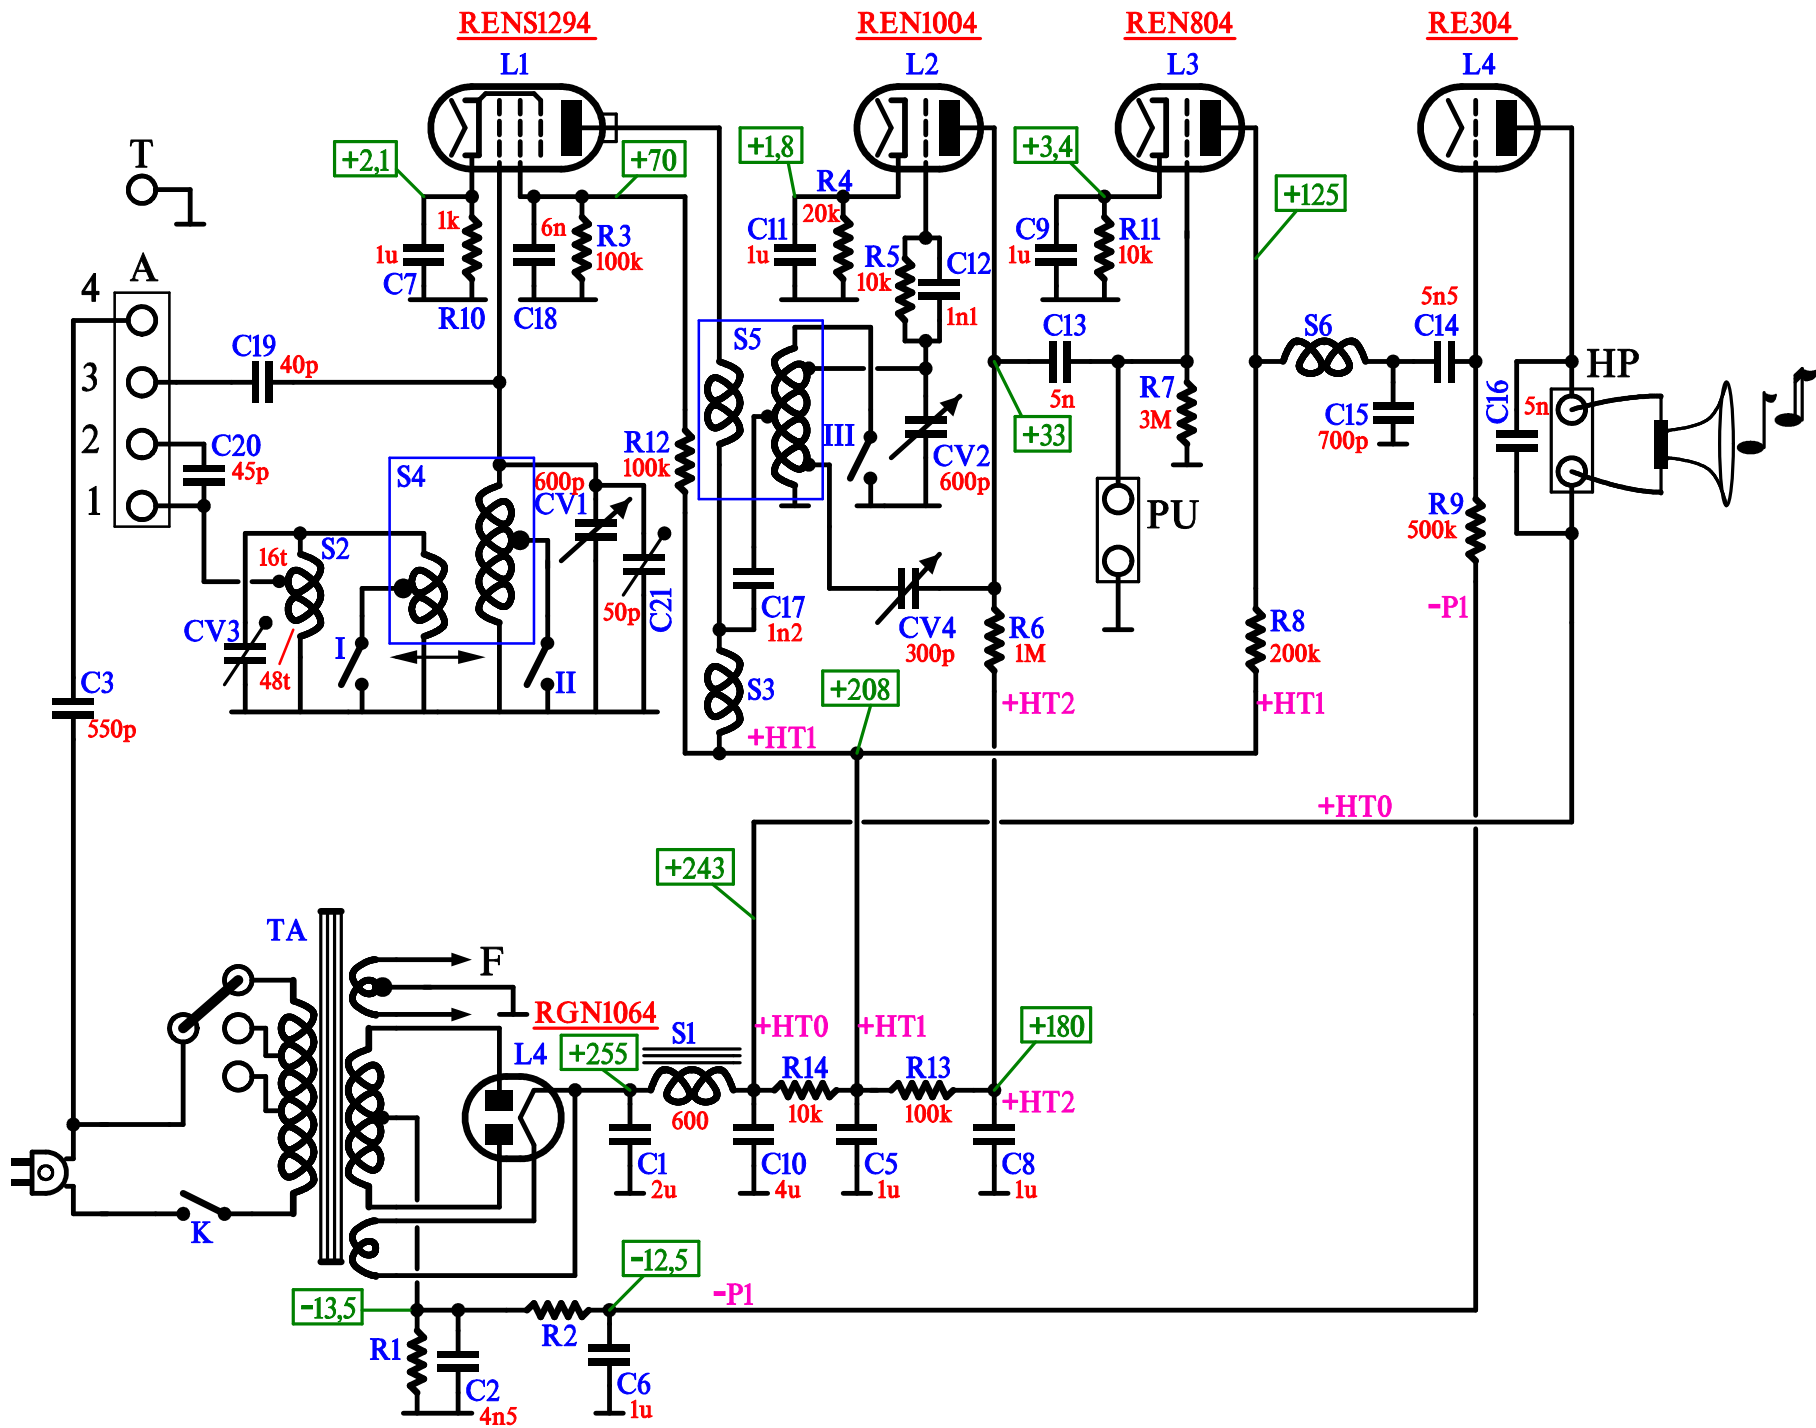 RENS1294 REN1004 REN804 RE304
L1 L2 L3 L4
T
+2,1 +70 +1,8 +3,4 +125
R4
20k
1k 6n
1u
C7
R10
C18
R3
100k
C11
1u
R5
10k
C12
1n1
C9
1u
R11
10k
A
4
3
2
1
C19
40p
C20
45p
S5
C13
5n
+33
S6
5n5
C14
C15
700p
HP
C16
5n
R7
3M
III
CV2
600p
R12
100k
S4
600p
CV1
PU
R9
500k
16t
S2
CV3
48t
I
II
50p
C21
C17
1n2
CV4
300p
R6
1M
R8
200k
-P1
C3
550p
S3
+208
+HT2
+HT1
+HT1
+HT0
+243
TA
F
RGN1064
L4
+255
S1
600
+HT0
+HT1
+180
R14
10k
R13
100k
+HT2
C1
2u
C10
4u
C5
1u
C8
1u
K
-12,5
-13,5
-P1
R1
R2
C2
4n5
C6
1u